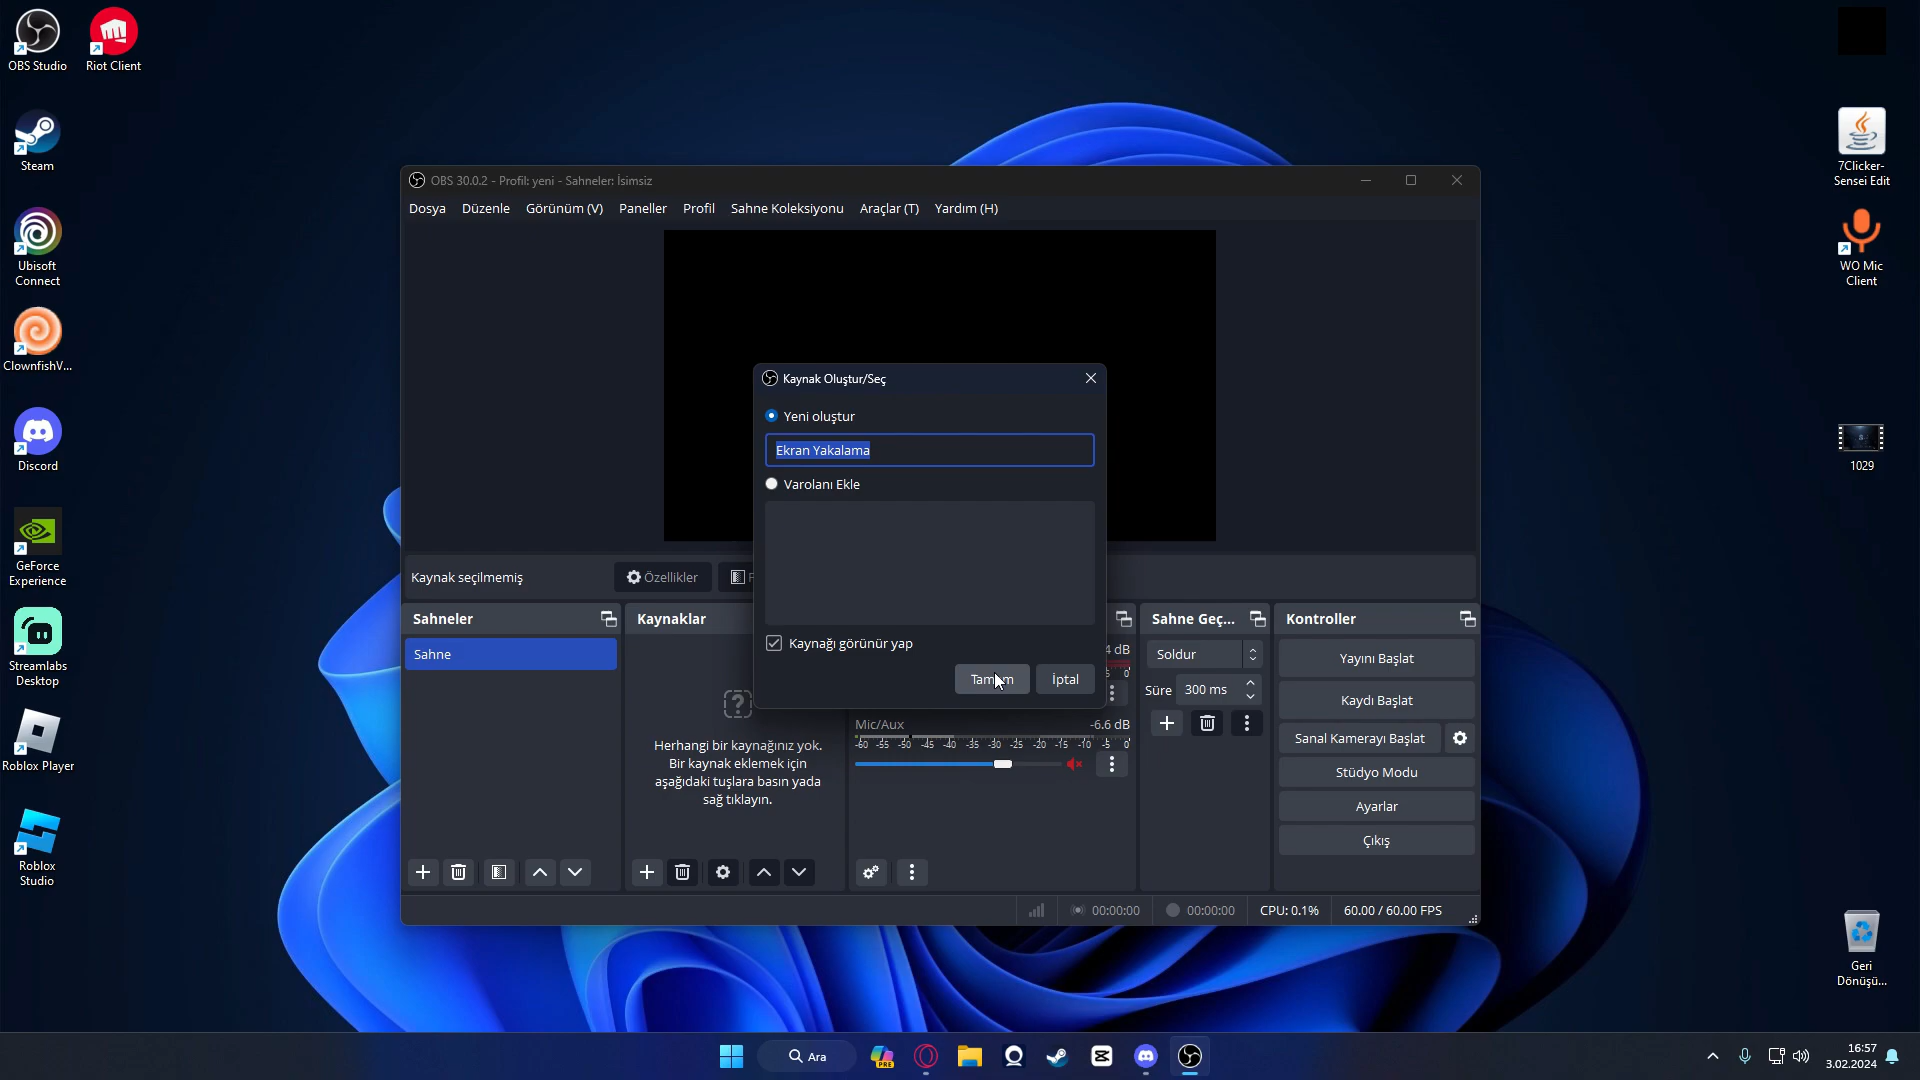 OBS Studio
Riot Client
Steam
Ubisoft
Connect
ClownfishV...
Discord
GeForce
Experience
Streamlabs
Desktop
Roblox Player
Roblox
Studio
7Clicker-
Sensei Edit
WO Mic
Client
1029
Geri
Dönüşü...
OBS 30.0.2 - Profil: yeni - Sahneler: İsimsiz
Dosya Düzenle Görünüm (V) Paneller Profil Sahne Koleksiyonu Araçlar (T) Yardım (H)
Kaynak Oluştur/Seç
Yeni oluştur
Ekran Yakalama
Varolanı Ekle
Kaynağı görünür yap
Tamam İptal
Kaynak seçilmemiş
Özellikler
F
Sahneler
Sahne
Kaynaklar
Herhangi bir kaynağınız yok.
Bir kaynak eklemek için
aşağıdaki tuşlara basın yada
sağ tıklayın.
4 dB
5 0
Mic/Aux -6.6 dB
-60 -55 -50 -45 -40 -35 -30 -25 -20 -15 -10 -5 0
Sahne Geç...
Soldur
Süre 300 ms
Kontroller
Yayını Başlat
Kaydı Başlat
Sanal Kamerayı Başlat
Stüdyo Modu
Ayarlar
Çıkış
00:00:00 00:00:00 CPU: 0.1% 60.00 / 60.00 FPS
Ara
PRE
16:57
3.02.2024